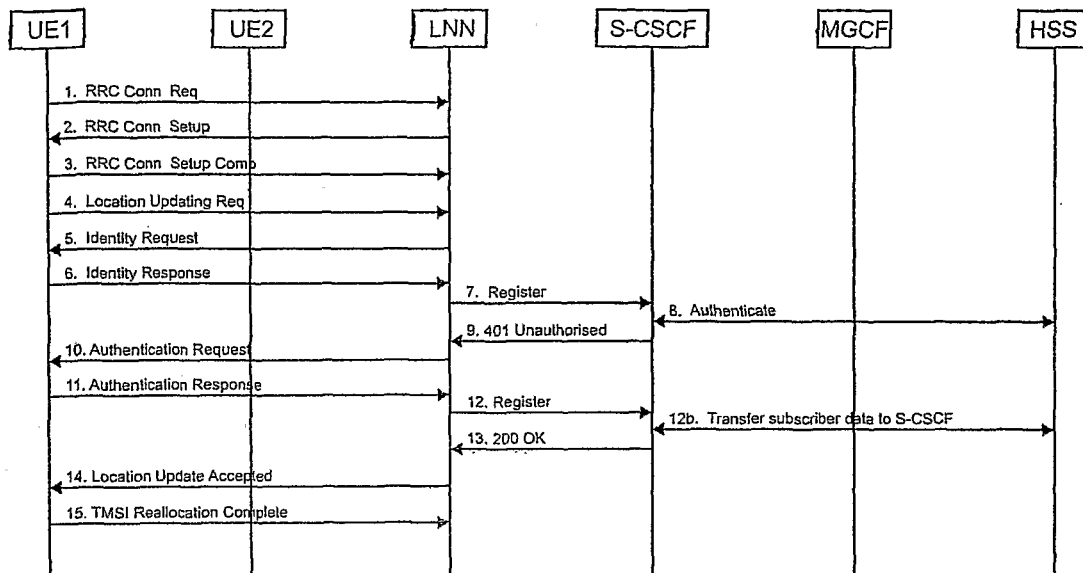 UE1 UE2 LNN S-CSCF MGCF HSS
1. RRC Conn Req
2. RRC Conn Setup
3. RRC Conn Setup Comp
4. Location Updating Req
5. Identity Request
6. Identity Response
7. Register
8. Authenticate
9. 401 Unauthorised
10. Authentication Request
11. Authentication Response
12. Register
12b. Transfer subscriber data to S-CSCF
13. 200 OK
14. Location Update Accepted
15. TMSI Reallocation Complete